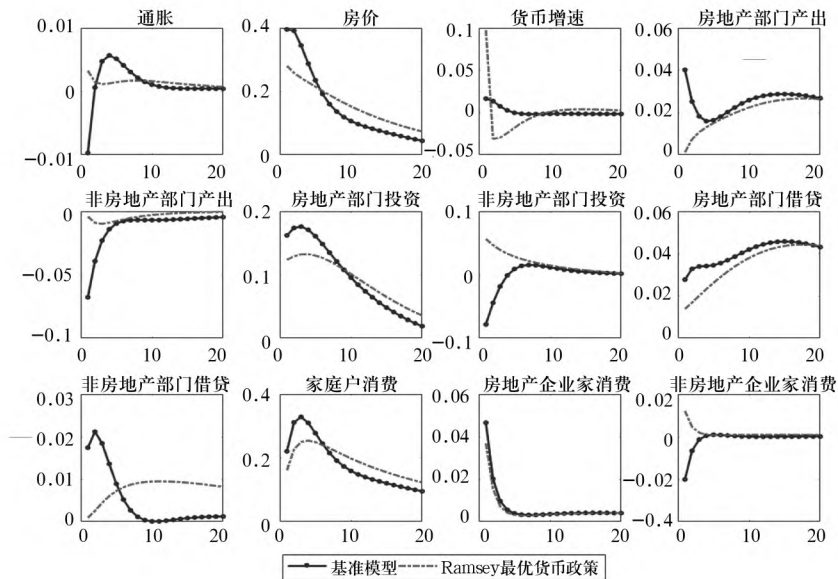 通胀 房价 货币增速 房地产部门产出
0.01 0.4 0.10 0.06
0.05 0.04
0 0.2 0 0.02
-0.01 0 -0.05 0
0 10 20 0 10 20 0 10 20 0 10 20
非房地产部门产出 房地产部门投资 非房地产部门投资 房地产部门借贷
0 0.2 0.1 0.06
0.04
-0.05 0.1 0 0.02
-0.1 0 -0.1 0
0 10 20 0 10 20 0 10 20 0 10 20
非房地产部门借贷 家庭户消费 房地产企业家消费 非房地产企业家消费
0.03 0.4 0.06 0.02
0.02 0.04 0
0.01 0.2 0.02 -0.02
0 0 0 -0.4
0 10 20 0 10 20 0 10 20 0 10 20
基准模型 Ramsey最优货币政策